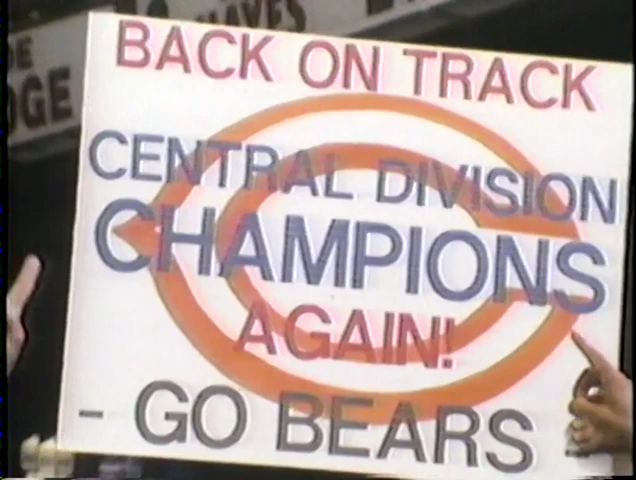 BACK ON TRACK
CENTRAL DIVISION
CHAMPIONS
AGAIN!
- GO BEARS -